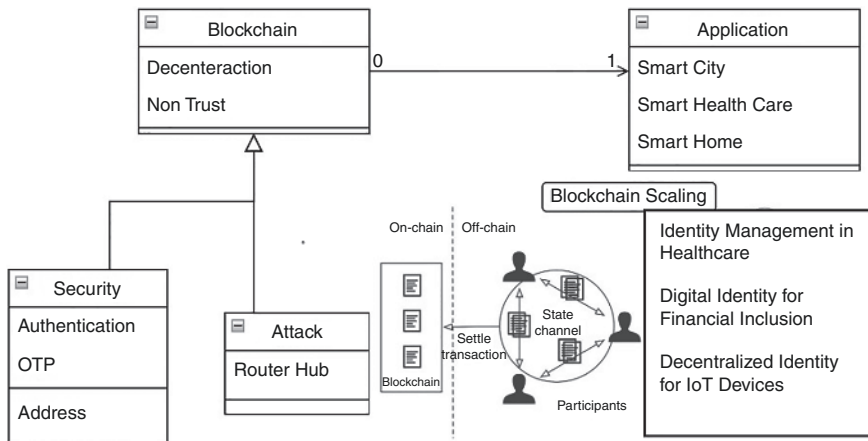 Blockchain
Decenteraction
Non Trust
0
1
Application
Smart City
Smart Health Care
Smart Home
Security
Authentication
OTP
Address
Attack
Router Hub
Blockchain Scaling
On-chain
Off-chain
State
channel
Settle
transaction
Blockchain
Participants
Identity Management in
Healthcare
Digital Identity for
Financial Inclusion
Decentralized Identity
for IoT Devices